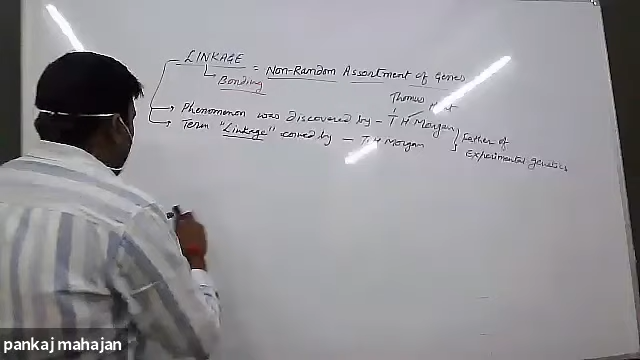 LINKAGE = Non-Random Assortment of Genes
Bonding
Thomas
Phenomenon was discovered by - T H Morgan
Term "Linkage" coined by - T. H Morgan
Father of
Experimental genetics
pankaj mahajan